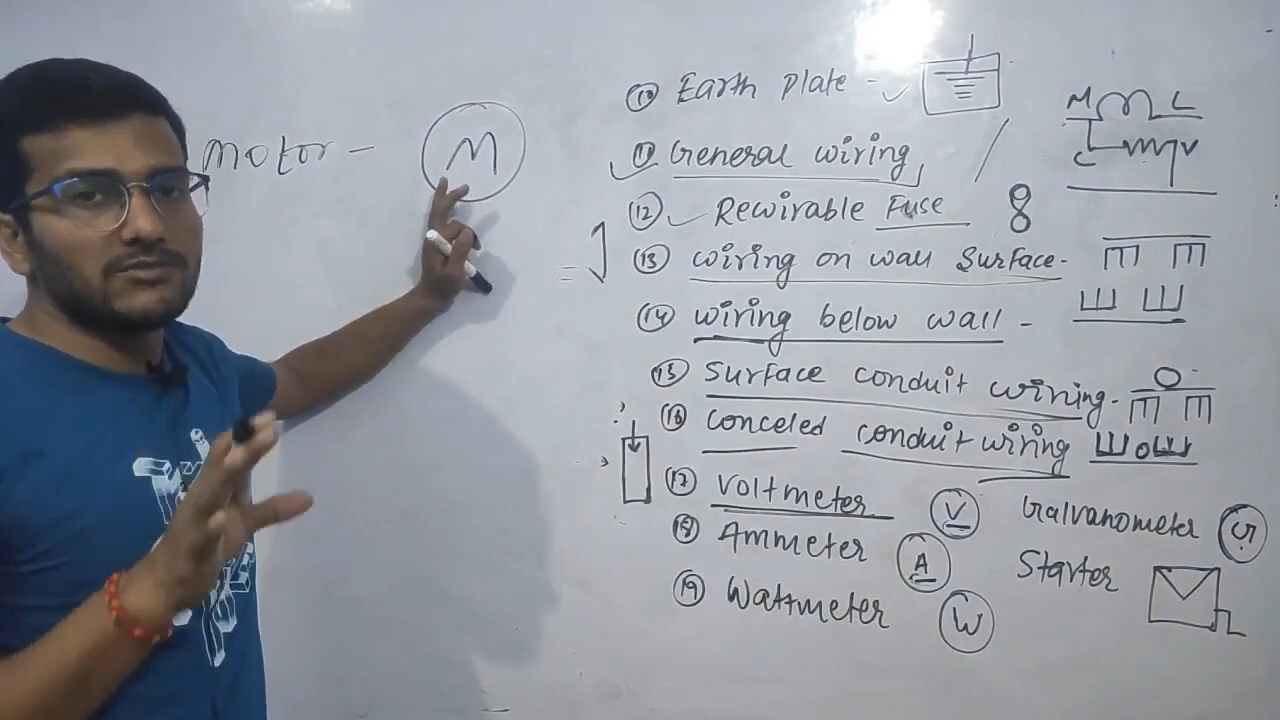 motor - M
10 Earth Plate -
11 General wiring,
12 Rewirable Fuse
13 wiring on wall surface-
14 wiring below wall -
15 Surface conduit wiring-
16 conceled conduit wiring
17 Voltmeter V
18 Ammeter A
19 Wattmeter W
Galvanometer G
Starter
M L
C